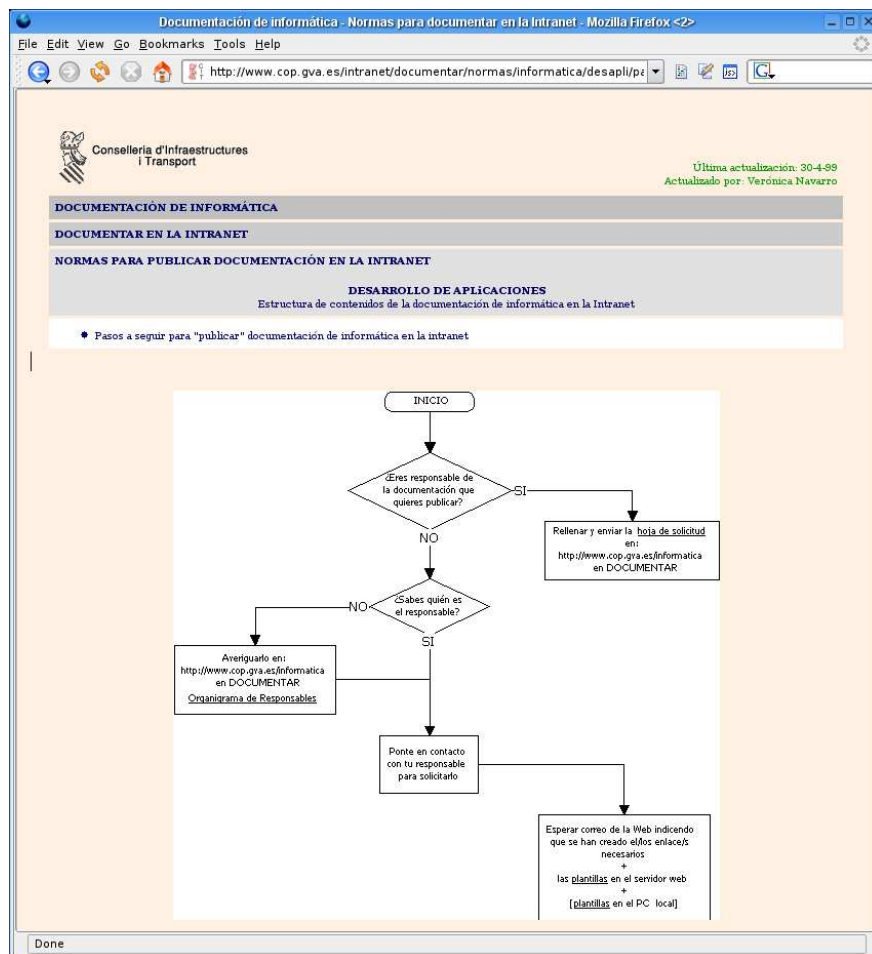 Documentación de informática - Normas para documentar en la Intranet - Mozilla Firefox <2>
File Edit View Go Bookmarks Tools Help
http://www.cop.gva.es/intranet/documentar/normas/informatica/desapli/pa
Conselleria d'Infraestructures
i Transport
Última actualización: 30-4-99
Actualizado por: Verónica Navarro
DOCUMENTACIÓN DE INFORMÁTICA
DOCUMENTAR EN LA INTRANET
NORMAS PARA PUBLICAR DOCUMENTACIÓN EN LA INTRANET
DESARROLLO DE APLiCACIONES
Estructura de contenidos de la documentación de informática en la Intranet
Pasos a seguir para "publicar" documentación de informática en la intranet
INICIO
¿Eres responsable de
la documentación que
quieres publicar?
SI
NO
Rellenar y enviar la hoja de solicitud
en:
http://www.cop.gva.es/informatica
en DOCUMENTAR
¿Sabes quién es
el responsable?
NO
SI
Averiguarlo en:
http://www.cop.gva.es/informatica
en DOCUMENTAR
Organigrama de Responsables
Ponte en contacto
con tu responsable
para solicitarlo
Esperar correo de la Web indicendo
que se han creado el/los enlace/s
necesarios
+
las plantillas en el servidor web
+
[plantillas en el PC local]
Done